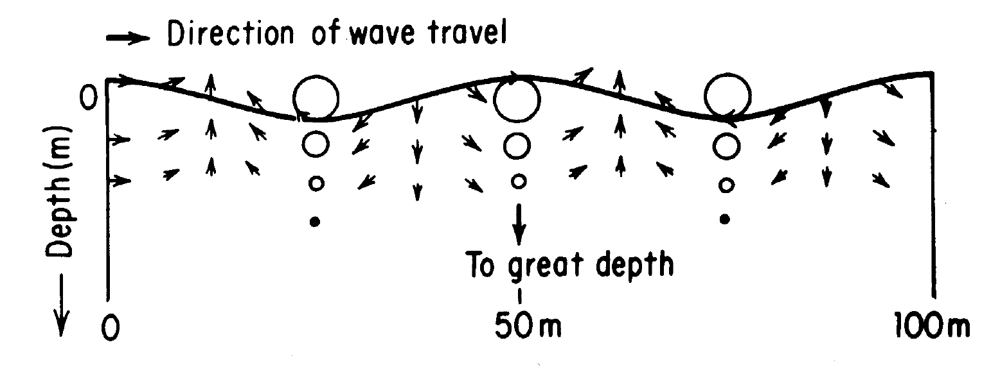 Direction of wave travel
0
Depth (m)
To great depth
0
50 m
100 m